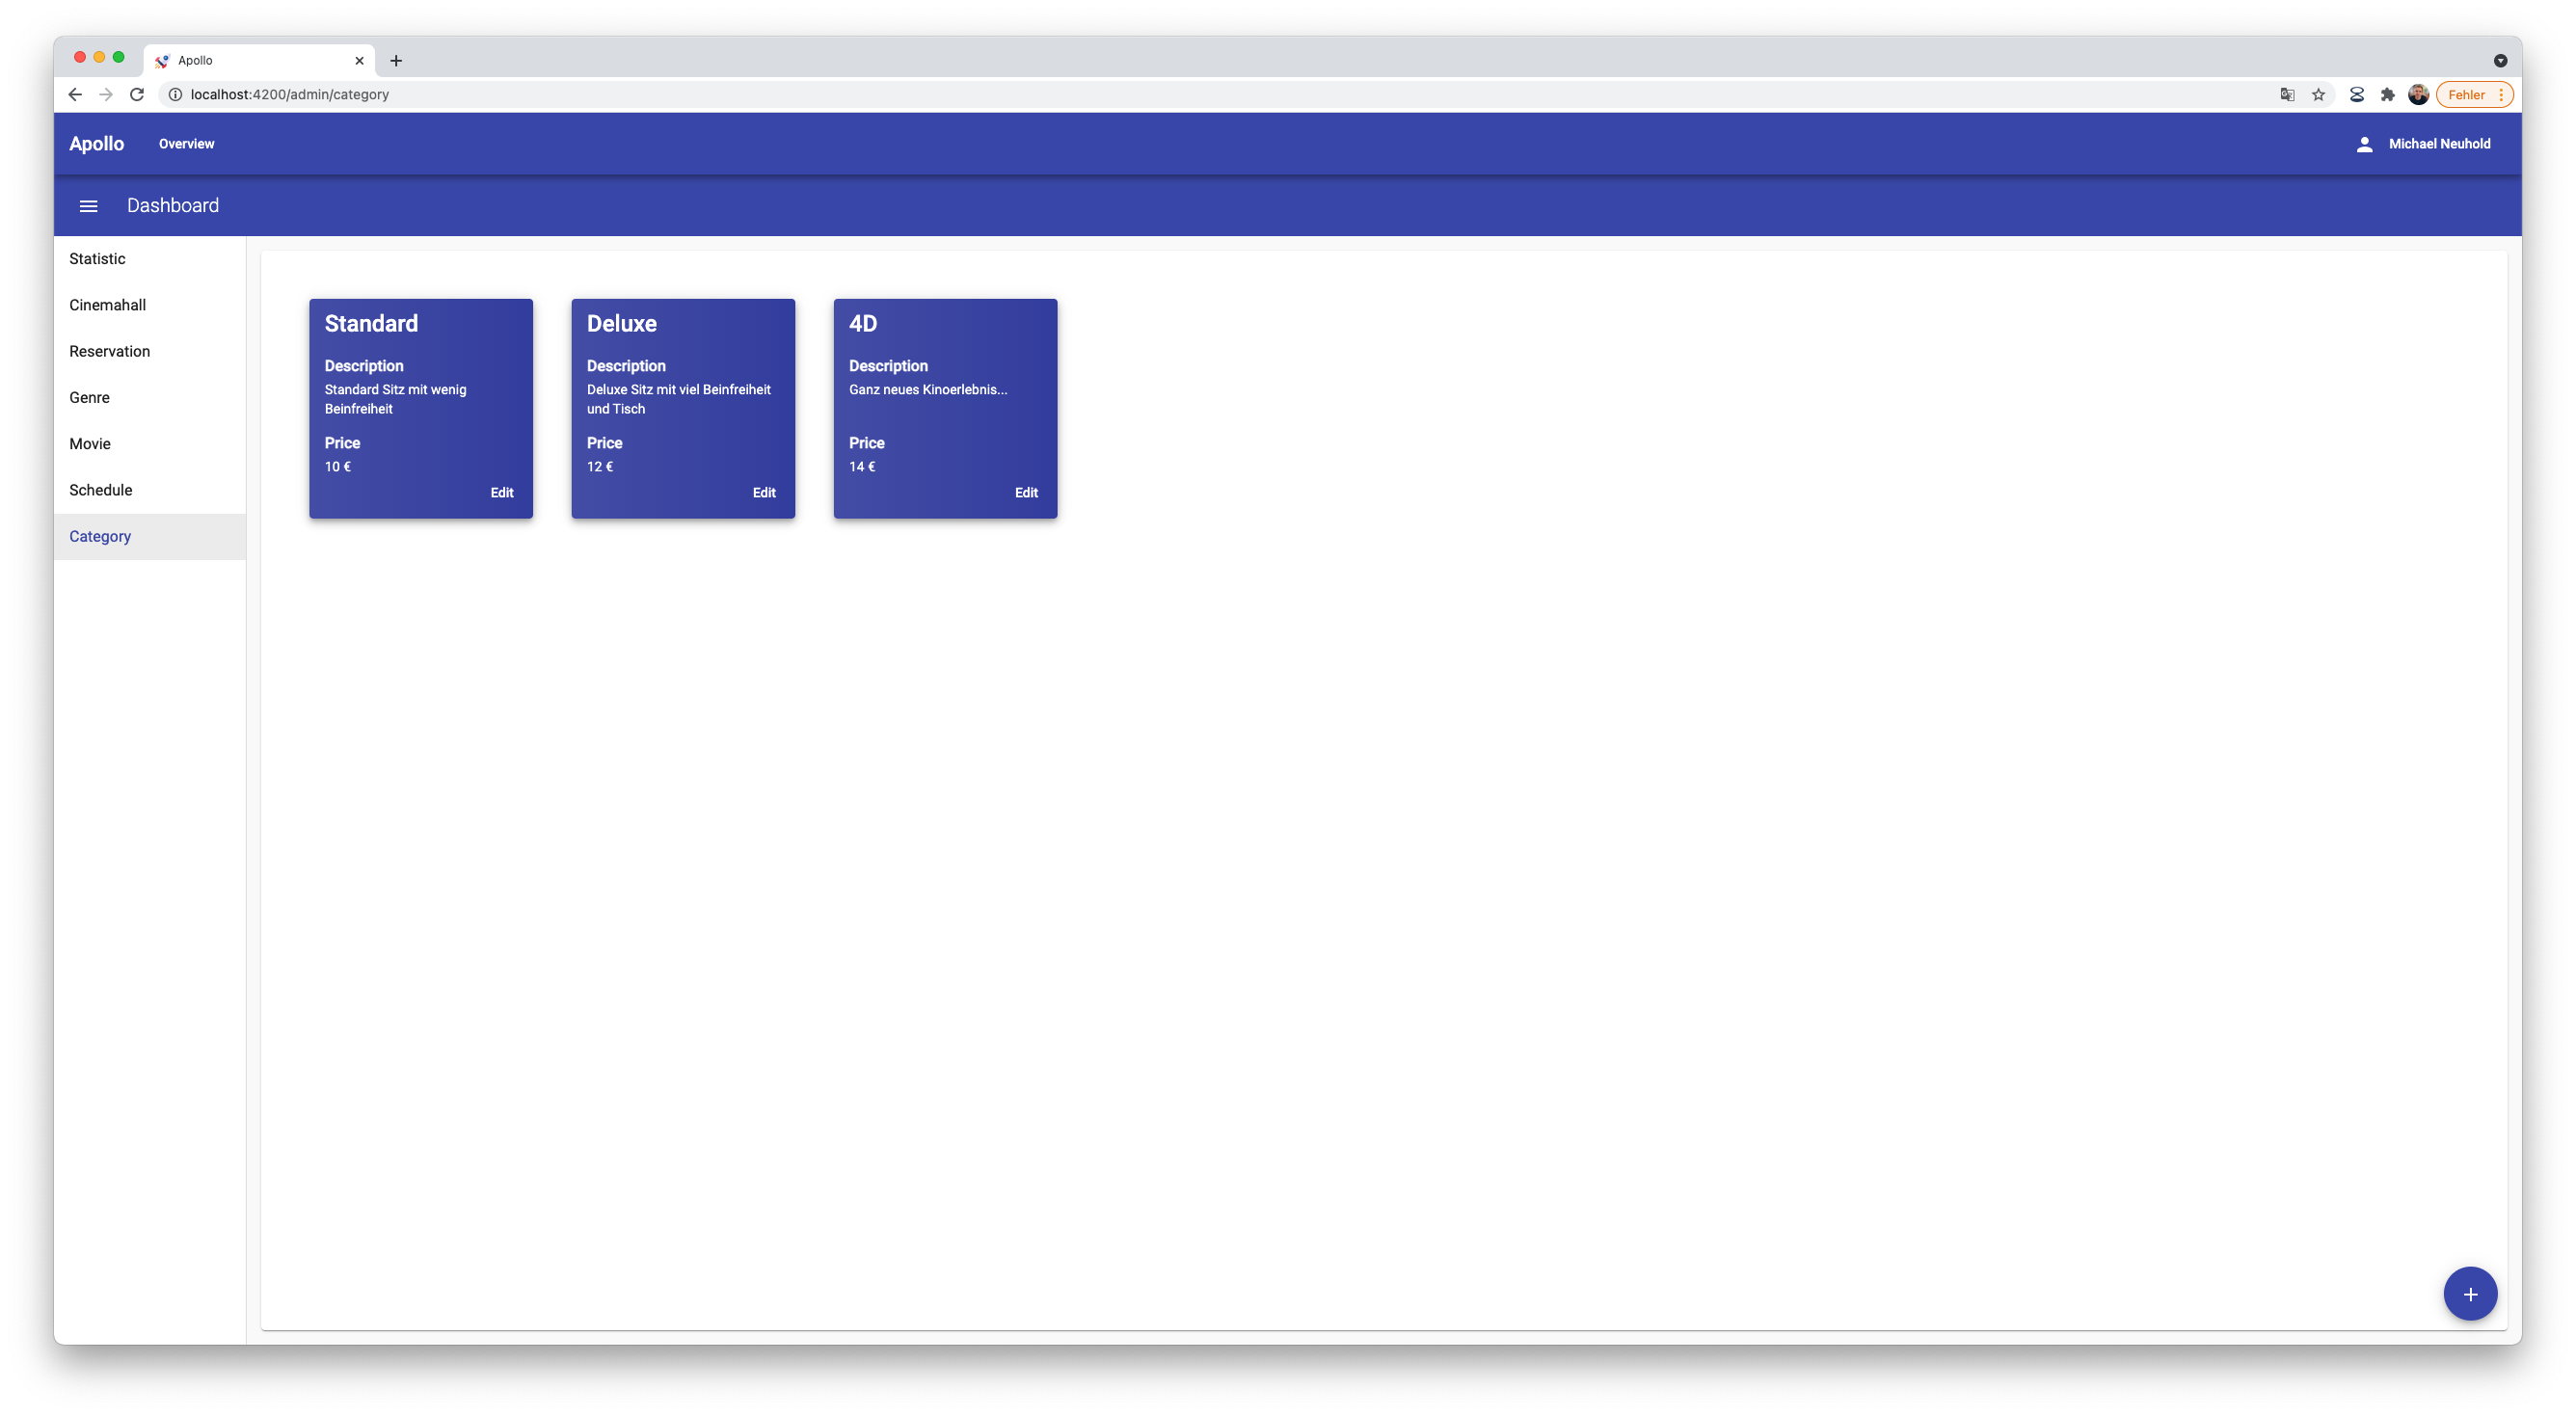 Apollo
localhost:4200/admin/category
Fehler
Apollo
Overview
Michael Neuhold
Dashboard
Statistic
Cinemahall
Reservation
Genre
Movie
Schedule
Category
Standard
Description
Standard Sitz mit wenig
Beinfreiheit
Price
10 €
Edit
Deluxe
Description
Deluxe Sitz mit viel Beinfreiheit
und Tisch
Price
12 €
Edit
4D
Description
Ganz neues Kinoerlebnis...
Price
14 €
Edit